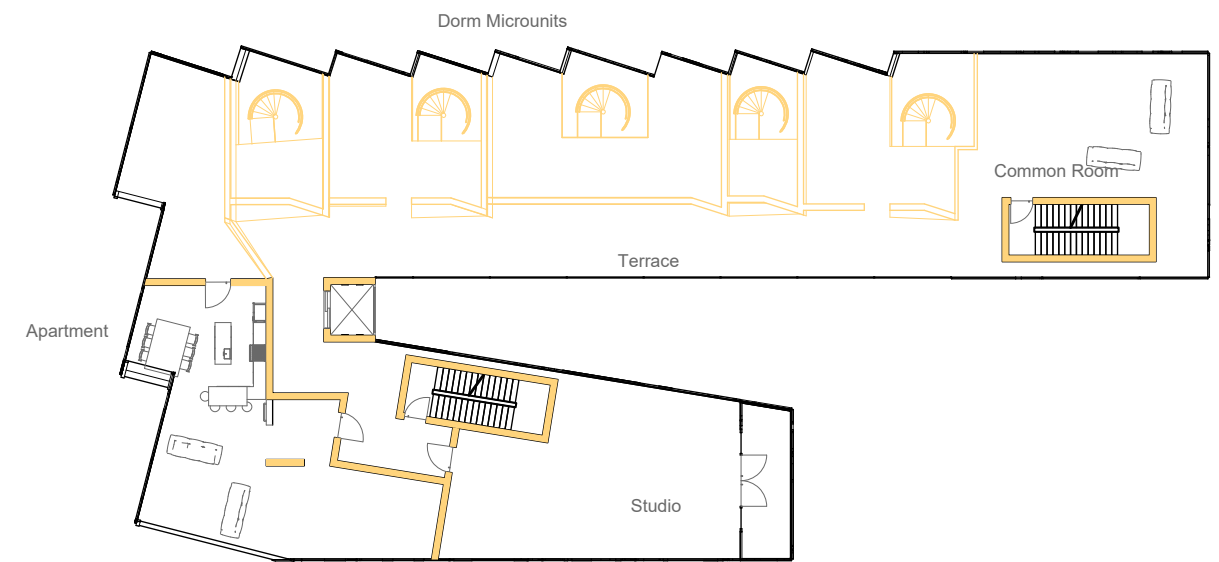 Dorm Microunits
Common Room
Terrace
Apartment
Studio